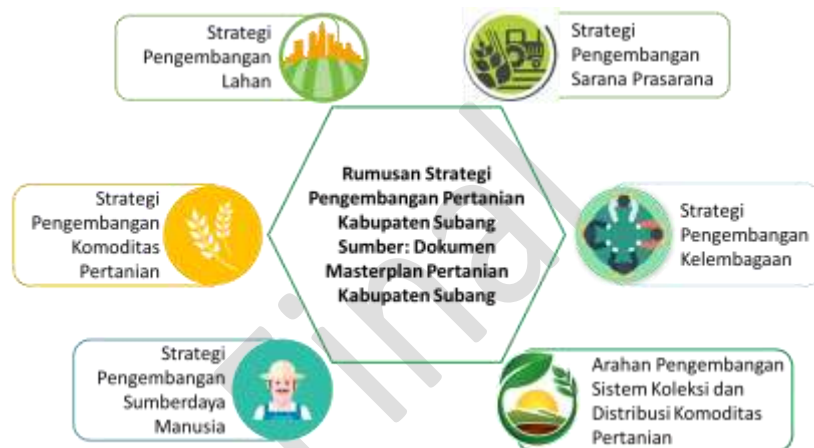 Strategi
Pengembangan
Lahan
Strategi
Pengembangan
Sarana Prasarana
Strategi
Pengembangan
Komoditas
Pertanian
Rumusan Strategi
Pengembangan Pertanian
Kabupaten Subang
Sumber: Dokumen
Masterplan Pertanian
Kabupaten Subang
Strategi
Pengembangan
Kelembagaan
Strategi
Pengembangan
Sumberdaya
Manusia
Arahan Pengembangan
Sistem Koleksi dan
Distribusi Komoditas
Pertanian
Final